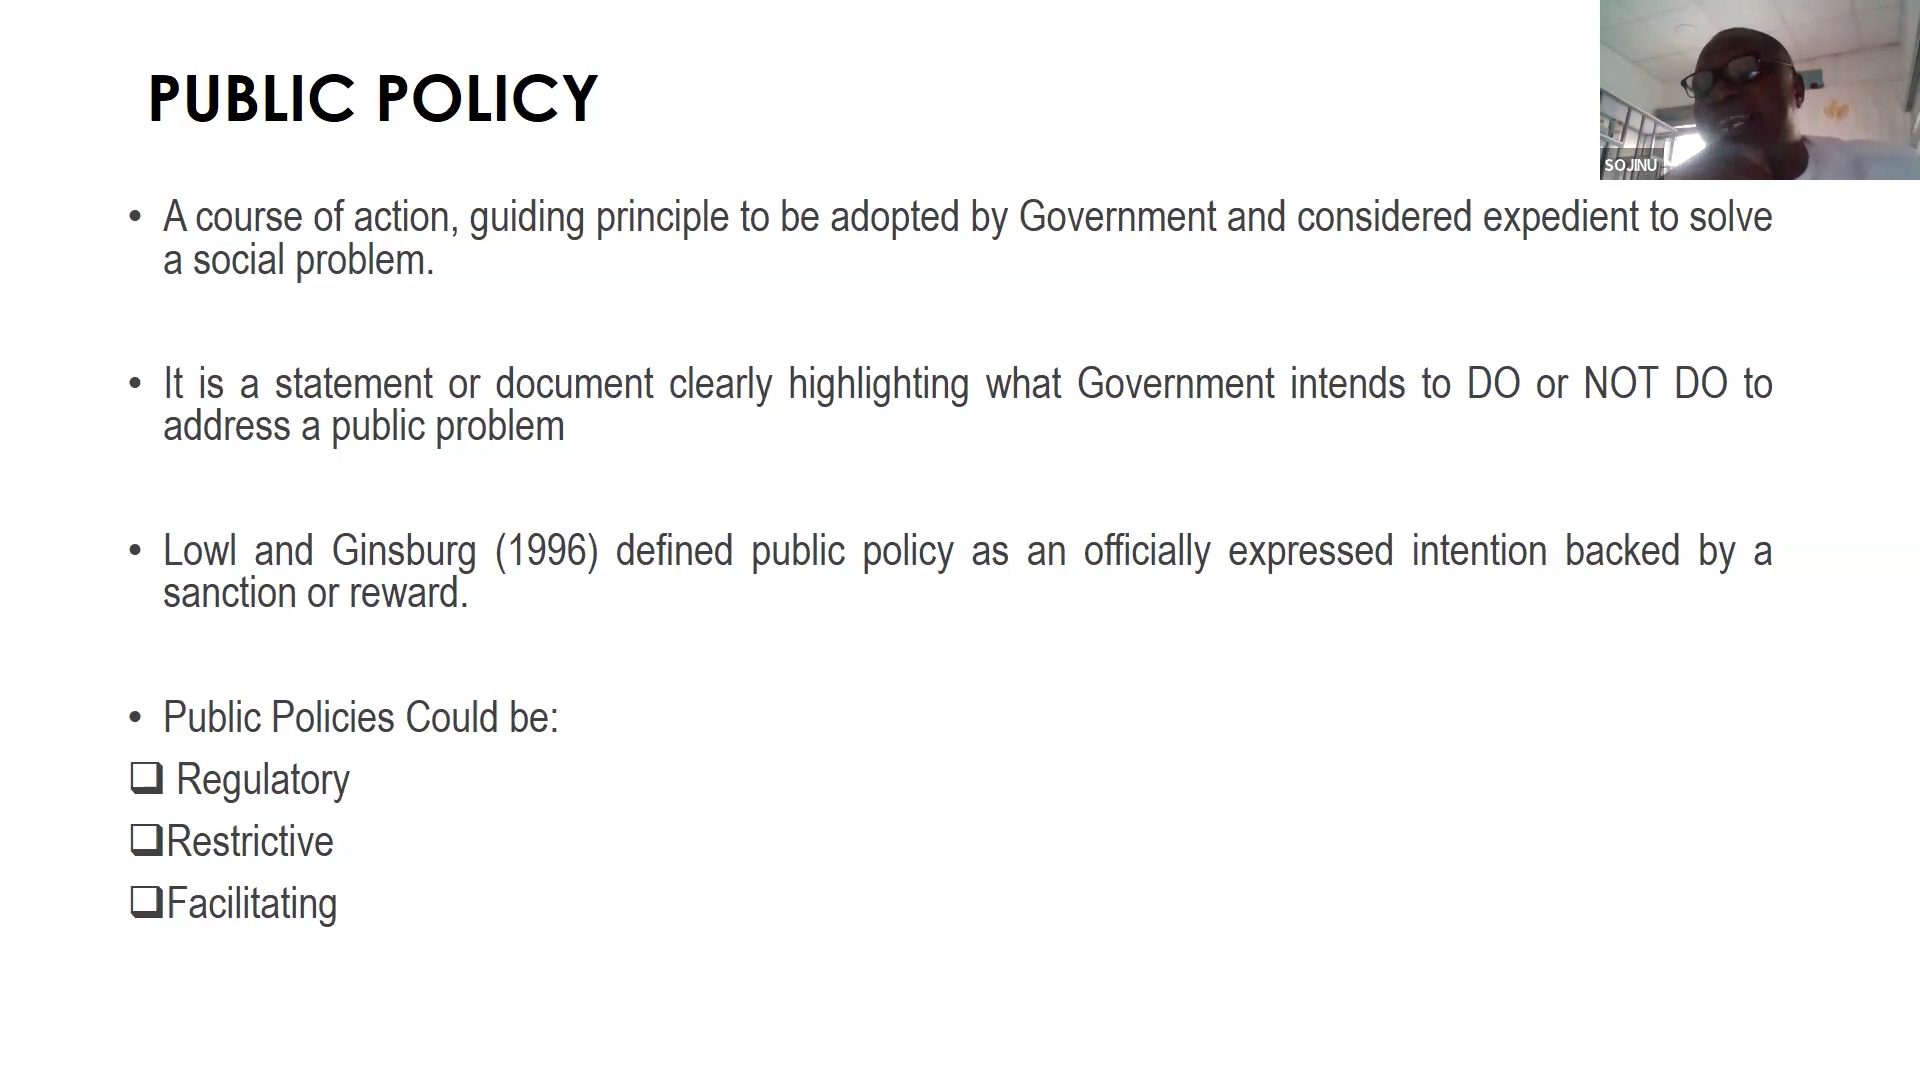 PUBLIC POLICY
SOJINU
• A course of action, guiding principle to be adopted by Government and considered expedient to solve
a social problem.
• It is a statement or document clearly highlighting what Government intends to DO or NOT DO to
address a public problem
• Lowl and Ginsburg (1996) defined public policy as an officially expressed intention backed by a
sanction or reward.
• Public Policies Could be:
❑ Regulatory
❑Restrictive
❑Facilitating